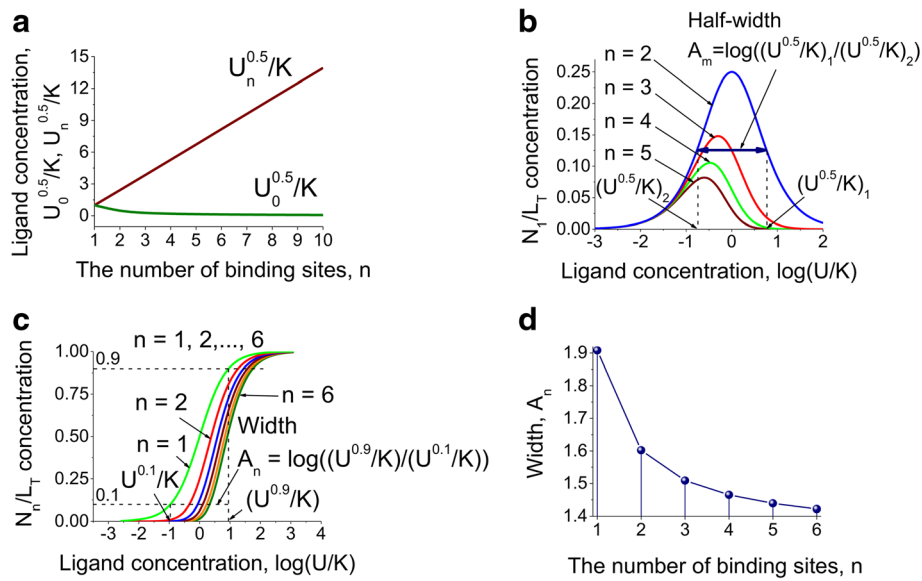 a
Ligand concentration,
U₀^0.5/K, Uₙ^0.5/K
15
12
9
6
3
0
Uₙ^0.5/K
U₀^0.5/K
1 2 3 4 5 6 7 8 9 10
The number of binding sites, n
b
Half-width
Aₘ=log((U^0.5/K)₁/(U^0.5/K)₂)
N₁/L_T concentration
0.25
0.20
0.15
0.10
0.05
0.00
n = 2
n = 3
n = 4
n = 5
(U^0.5/K)₂
(U^0.5/K)₁
-3 -2 -1 0 1 2
Ligand concentration, log(U/K)
c
Nₙ/L_T concentration
1.00
0.75
0.50
0.25
0.00
0.9
0.1
n = 1, 2,..., 6
n = 2
n = 1
n = 6
Width
Aₙ = log((U^0.9/K)/(U^0.1/K))
U^0.1/K
(U^0.9/K)
-3 -2 -1 0 1 2 3 4
Ligand concentration, log(U/K)
d
Width, Aₙ
1.9
1.8
1.7
1.6
1.5
1.4
1 2 3 4 5 6
The number of binding sites, n